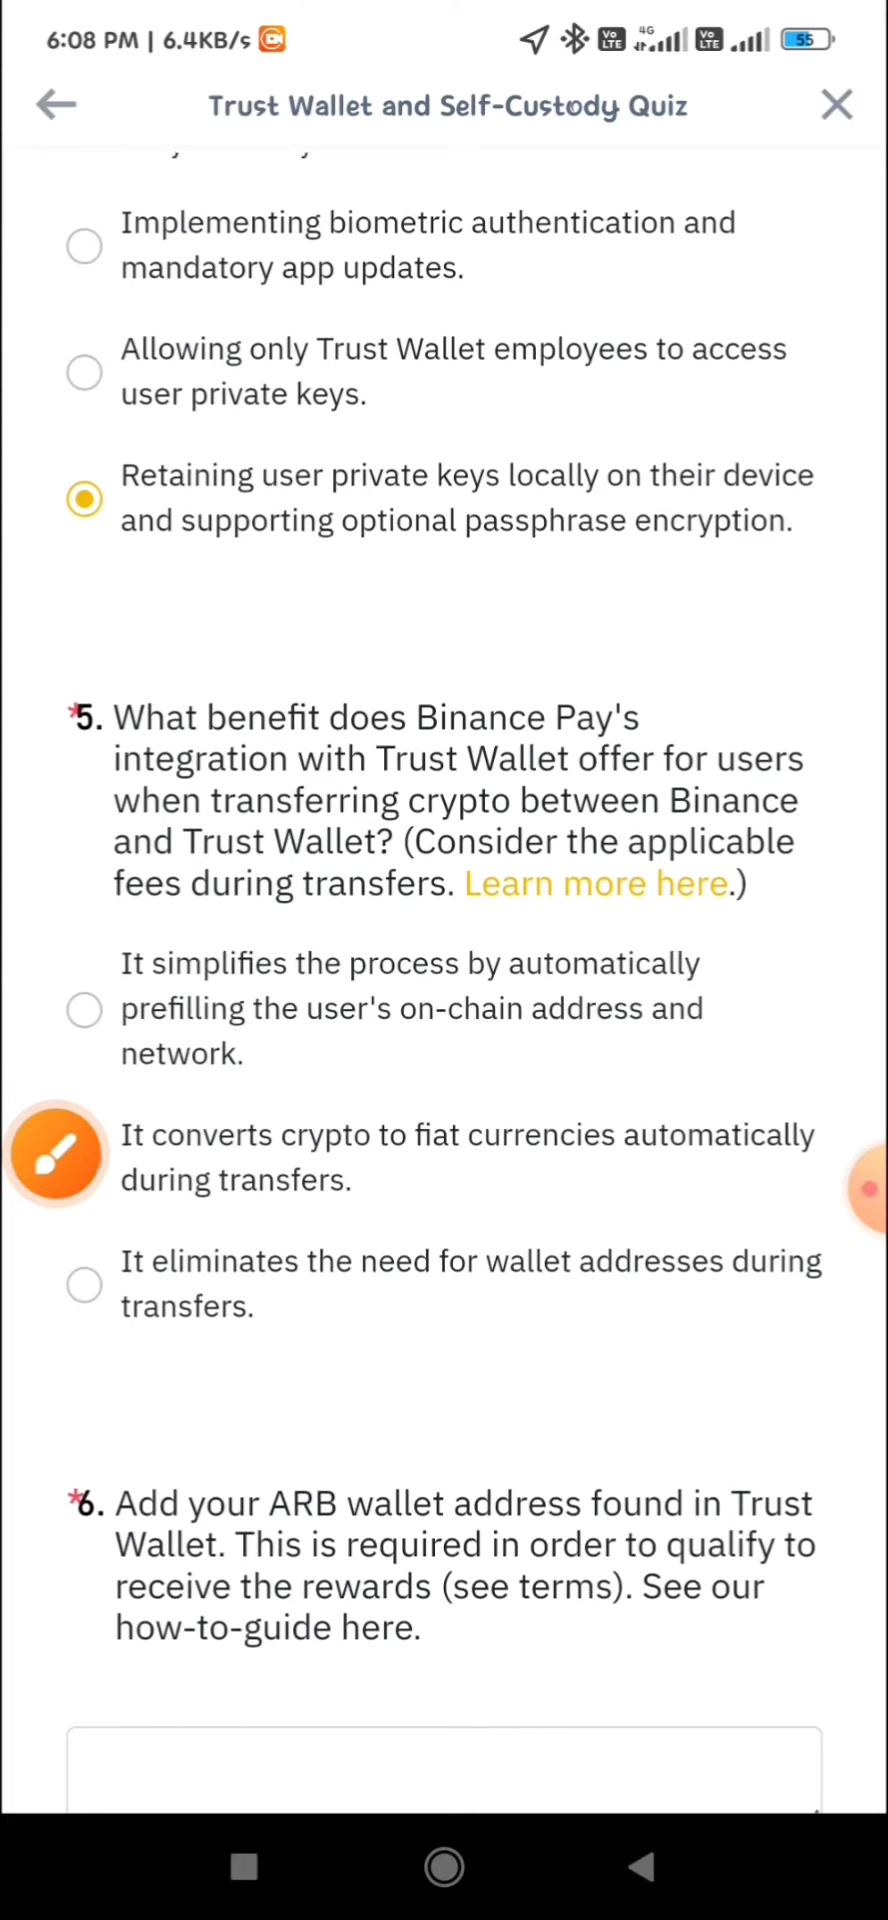 6:08 PM | 6.4KB/s
Vo LTE
4G
Vo LTE
55
Trust Wallet and Self-Custody Quiz
Implementing biometric authentication and
mandatory app updates.
Allowing only Trust Wallet employees to access
user private keys.
Retaining user private keys locally on their device
and supporting optional passphrase encryption.
*5. What benefit does Binance Pay's
integration with Trust Wallet offer for users
when transferring crypto between Binance
and Trust Wallet? (Consider the applicable
fees during transfers. Learn more here.)
It simplifies the process by automatically
prefilling the user's on-chain address and
network.
It converts crypto to fiat currencies automatically
during transfers.
It eliminates the need for wallet addresses during
transfers.
*6. Add your ARB wallet address found in Trust
Wallet. This is required in order to qualify to
receive the rewards (see terms). See our
how-to-guide here.